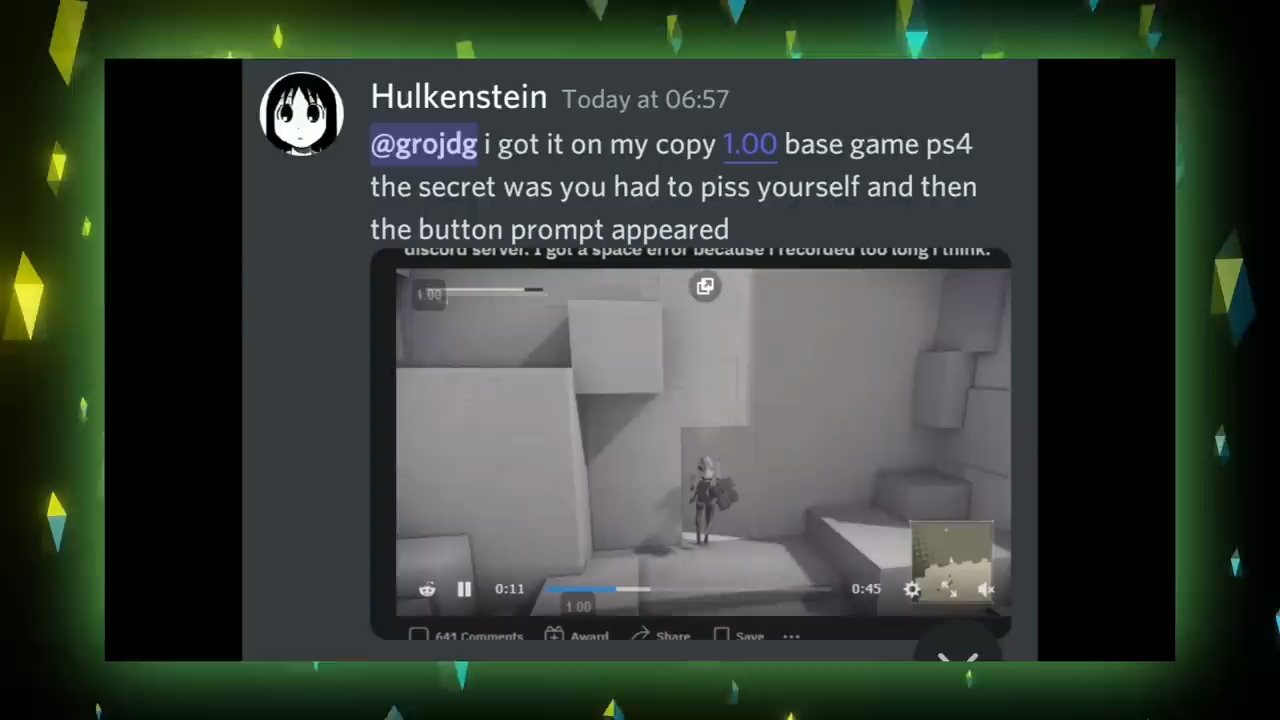 Hulkenstein Today at 06:57
@grojdg i got it on my copy 1.00 base game ps4
the secret was you had to piss yourself and then
the button prompt appeared
discord server. I got a space error because I recorded too long I think.
1.00
0:11
0:45
1.00
641 Comments Award Share Save ...